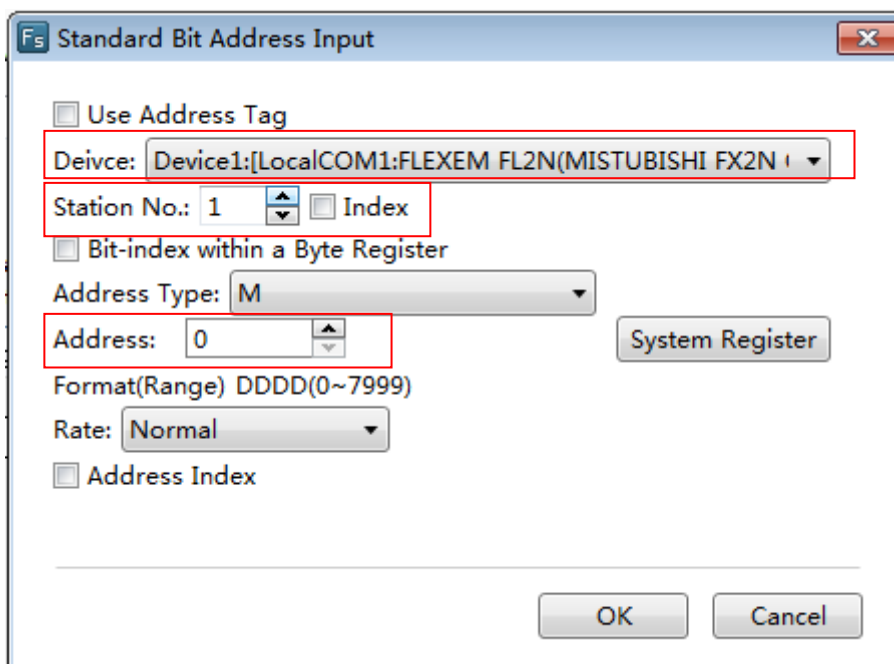 Fs Standard Bit Address Input
Use Address Tag
Deivce: Device1:[LocalCOM1:FLEXEM FL2N(MISTUBISHI FX2N
Station No.: 1 Index
Bit-index within a Byte Register
Address Type: M
Address: 0 System Register
Format(Range) DDDD(0~7999)
Rate: Normal
Address Index
OK Cancel